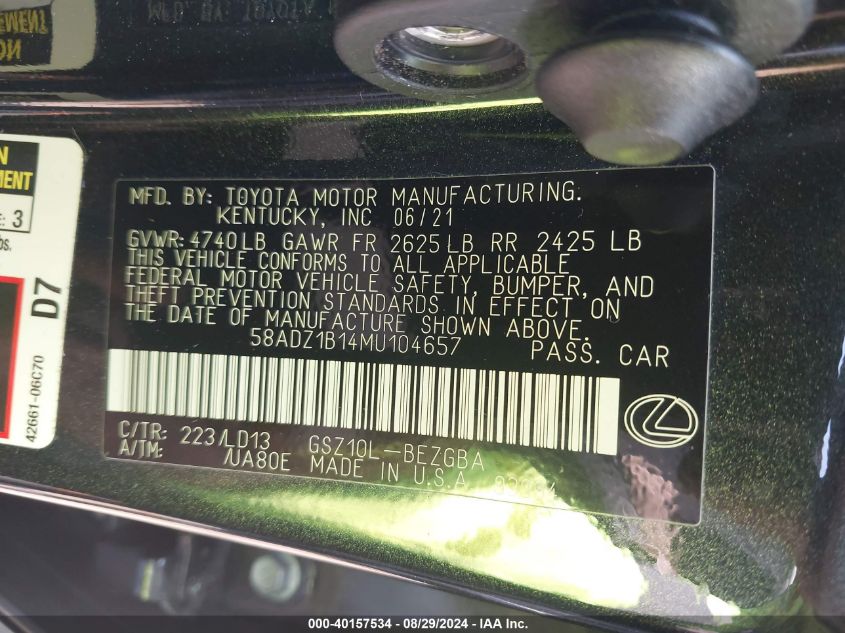 MFD. BY: TOYOTA MOTOR MANUFACTURING.
KENTUCKY, INC 06/21
GVWR: 4740LB GAWR FR 2625LB RR 2425 LB
THIS VEHICLE CONFORMS TO ALL APPLICABLE
FEDERAL MOTOR VEHICLE SAFETY, BUMPER, AND
THEFT PREVENTION STANDARDS IN EFFECT ON
THE DATE OF MANUFACTURE SHOWN ABOVE.
58ADZ1B14MU104657 PASS. CAR
C/TR: 223/LD13 GSZ10L-BEZGBA
A/TM: /UA80E MADE IN U.S.A.
MENT
: 3
bs.
D7
42661-06C70
000-40157534 - 08/29/2024 - IAA Inc.